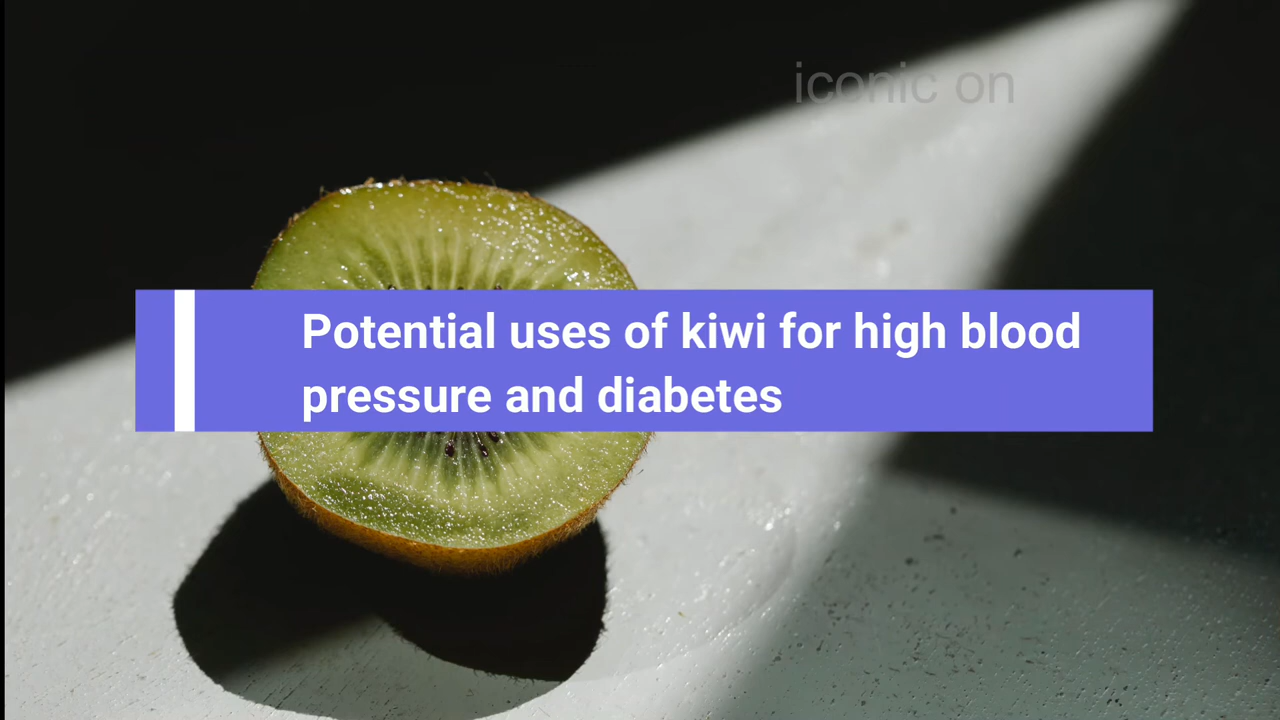 iconic on
Potential uses of kiwi for high blood
pressure and diabetes